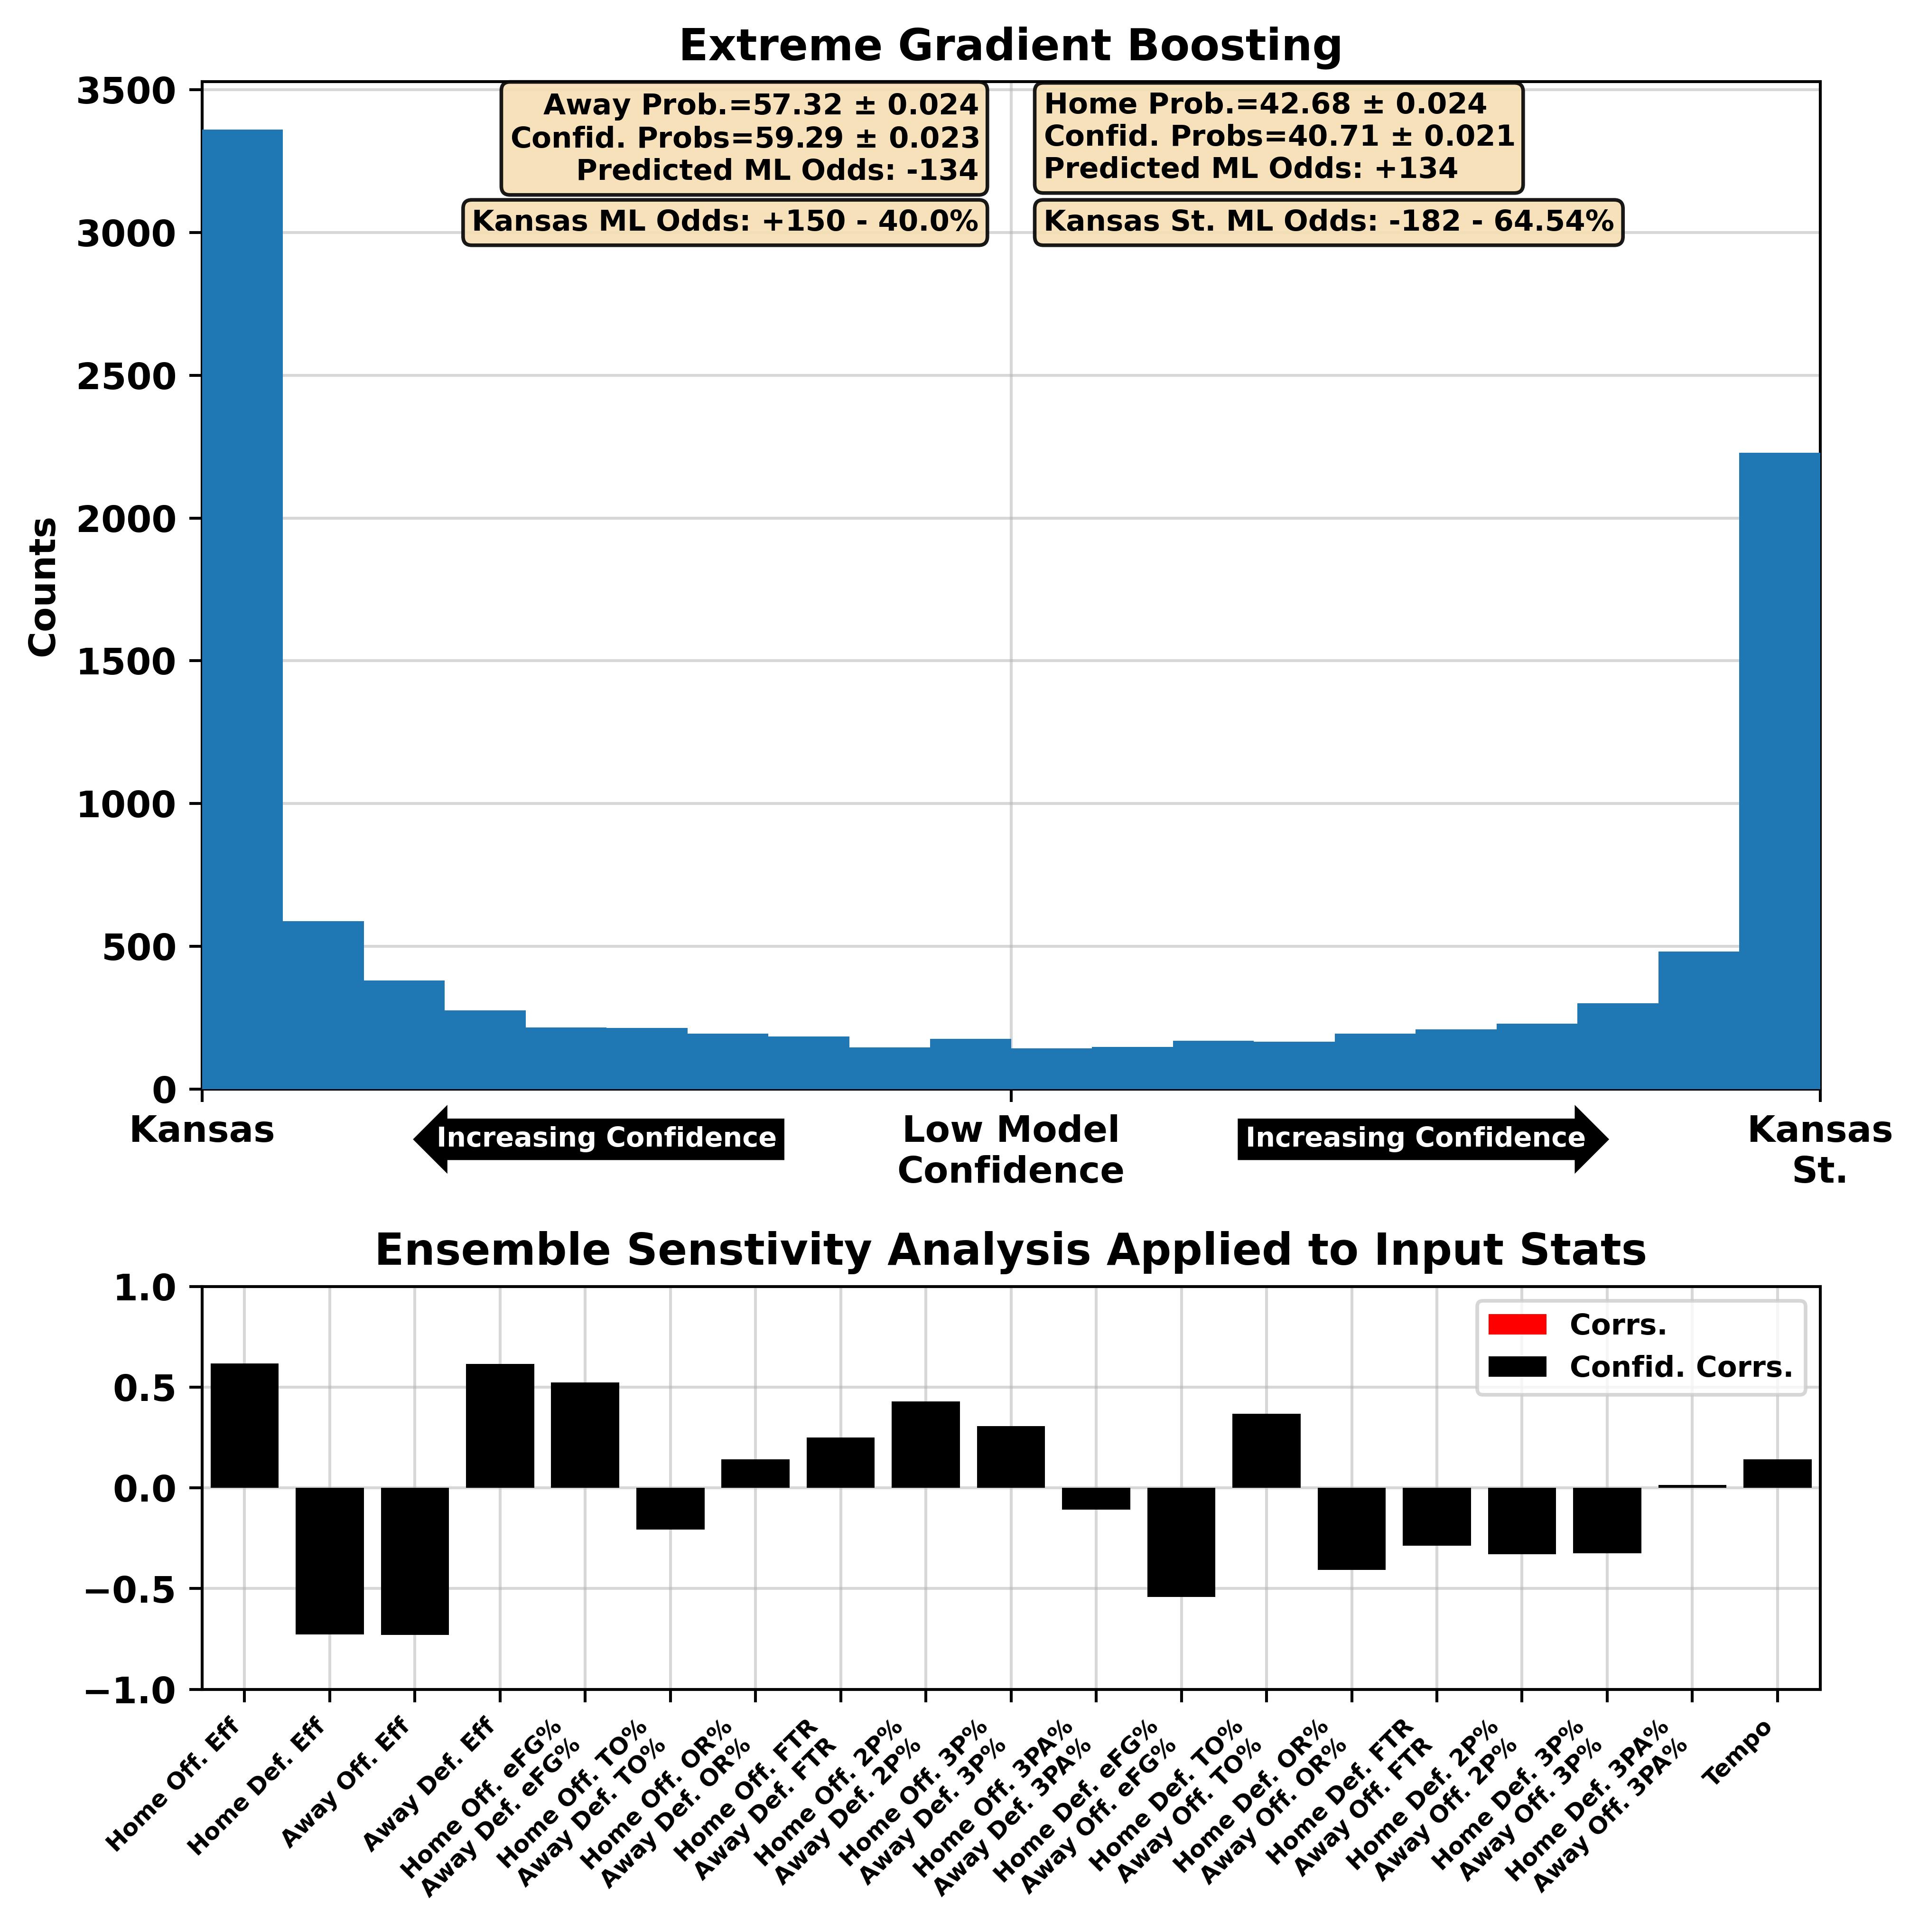 Extreme Gradient Boosting
Away Prob.=57.32 ± 0.024
Confid. Probs=59.29 ± 0.023
Predicted ML Odds: -134
Home Prob.=42.68 ± 0.024
Confid. Probs=40.71 ± 0.021
Predicted ML Odds: +134
Kansas ML Odds: +150 - 40.0%
Kansas St. ML Odds: -182 - 64.54%
Counts
3500
3000
2500
2000
1500
1000
500
0
Kansas
Increasing Confidence
Low Model
Confidence
Increasing Confidence
Kansas
St.
Ensemble Senstivity Analysis Applied to Input Stats
1.0
0.5
0.0
−0.5
−1.0
Corrs.
Confid. Corrs.
Home Off. Eff
Home Def. Eff
Away Off. Eff
Away Def. Eff
Home Off. eFG%
Away Def. eFG%
Home Off. TO%
Away Def. TO%
Home Off. OR%
Away Def. OR%
Home Off. FTR
Away Def. FTR
Home Off. 2P%
Away Def. 2P%
Home Off. 3P%
Away Def. 3P%
Home Off. 3PA%
Away Def. 3PA%
Home Def. eFG%
Away Off. eFG%
Home Def. TO%
Away Off. TO%
Home Def. OR%
Away Off. OR%
Home Def. FTR
Away Off. FTR
Home Def. 2P%
Away Off. 2P%
Home Def. 3P%
Away Off. 3P%
Home Def. 3PA%
Away Off. 3PA%
Tempo